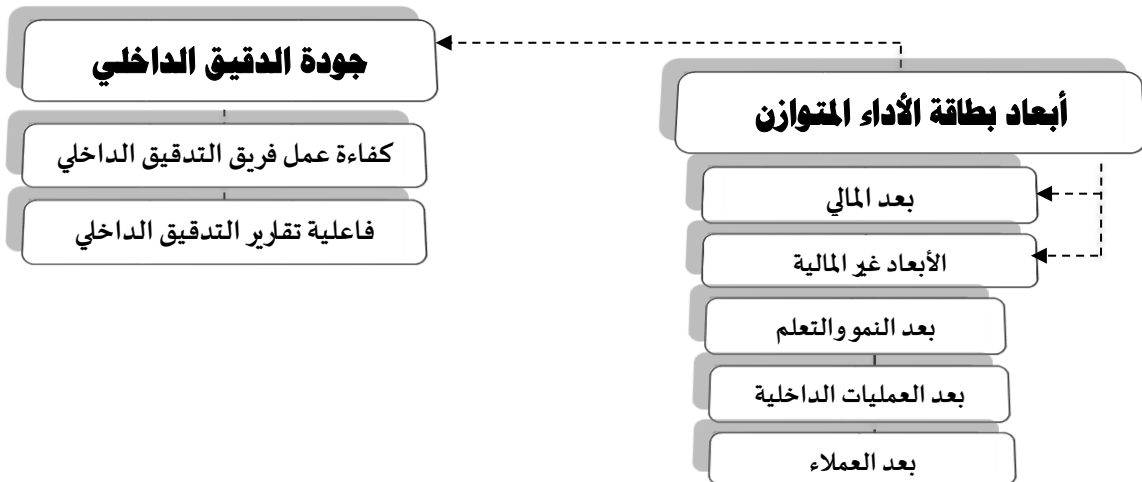 أبعاد بطاقة الأداء المتوازن
بعد المالي
الأبعاد غير المالية
بعد النمو والتعلم
بعد العمليات الداخلية
بعد العملاء
جودة الدقيق الداخلي
كفاءة عمل فريق التدقيق الداخلي
فاعلية تقارير التدقيق الداخلي